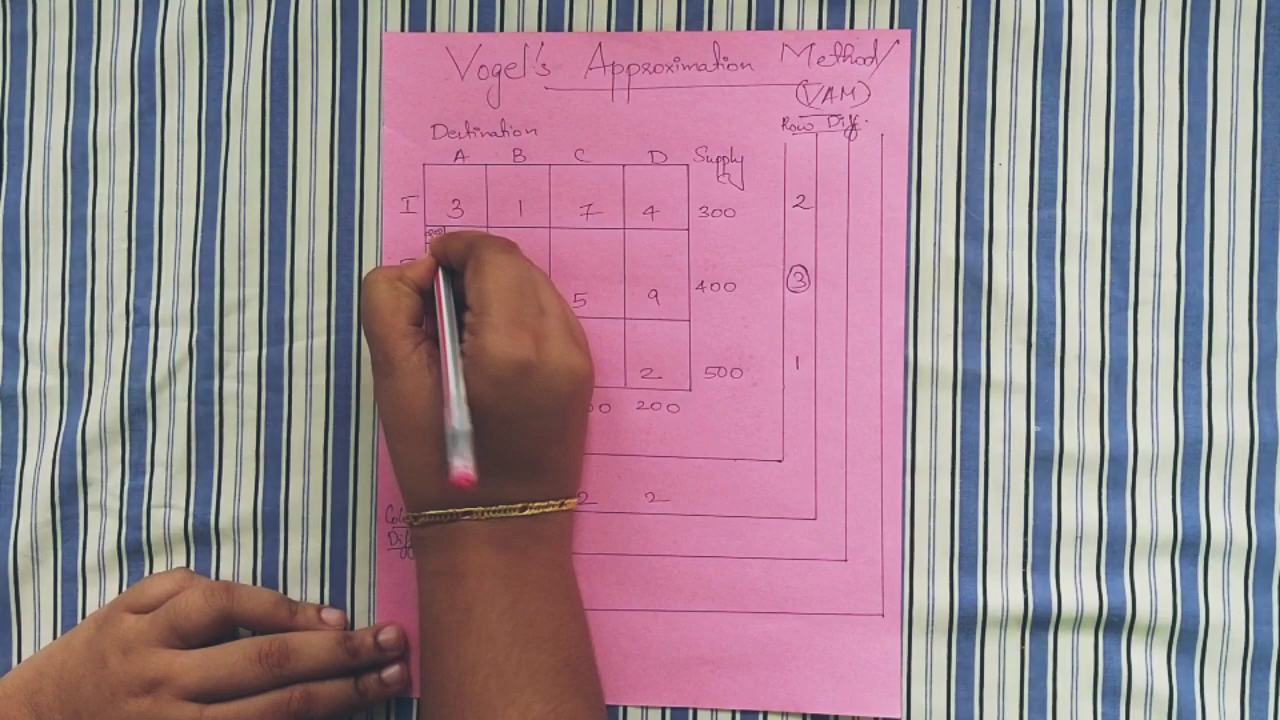 Vogel's Approximation Method
(VAM)
Row Diff.
Destination
A B C D Supply
I 3 1 7 4 300 2
5 9 400 3
2 500 1
00 200
2 2